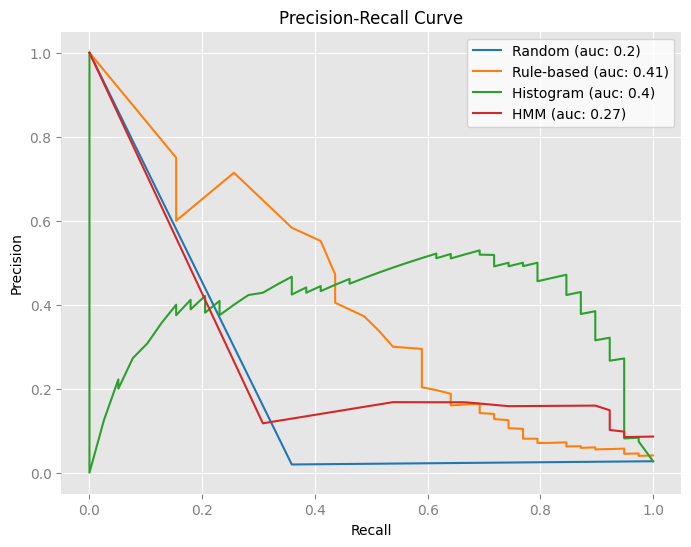 Precision-Recall Curve
Random (auc: 0.2)
Rule-based (auc: 0.41)
Histogram (auc: 0.4)
HMM (auc: 0.27)
Precision
1.0
0.8
0.6
0.4
0.2
0.0
0.0 0.2 0.4 0.6 0.8 1.0
Recall